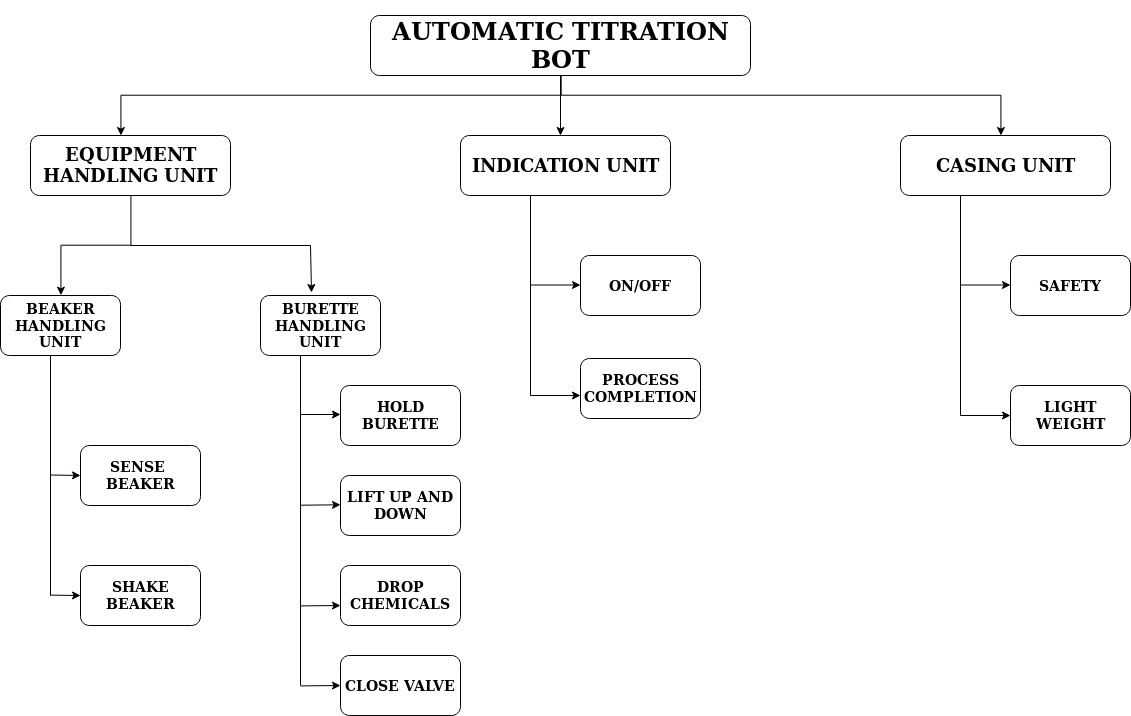 AUTOMATIC TITRATION
BOT
EQUIPMENT
HANDLING UNIT
INDICATION UNIT
CASING UNIT
BEAKER
HANDLING
UNIT
BURETTE
HANDLING
UNIT
SENSE
BEAKER
SHAKE
BEAKER
HOLD
BURETTE
LIFT UP AND
DOWN
DROP
CHEMICALS
CLOSE VALVE
ON/OFF
PROCESS
COMPLETION
SAFETY
LIGHT
WEIGHT